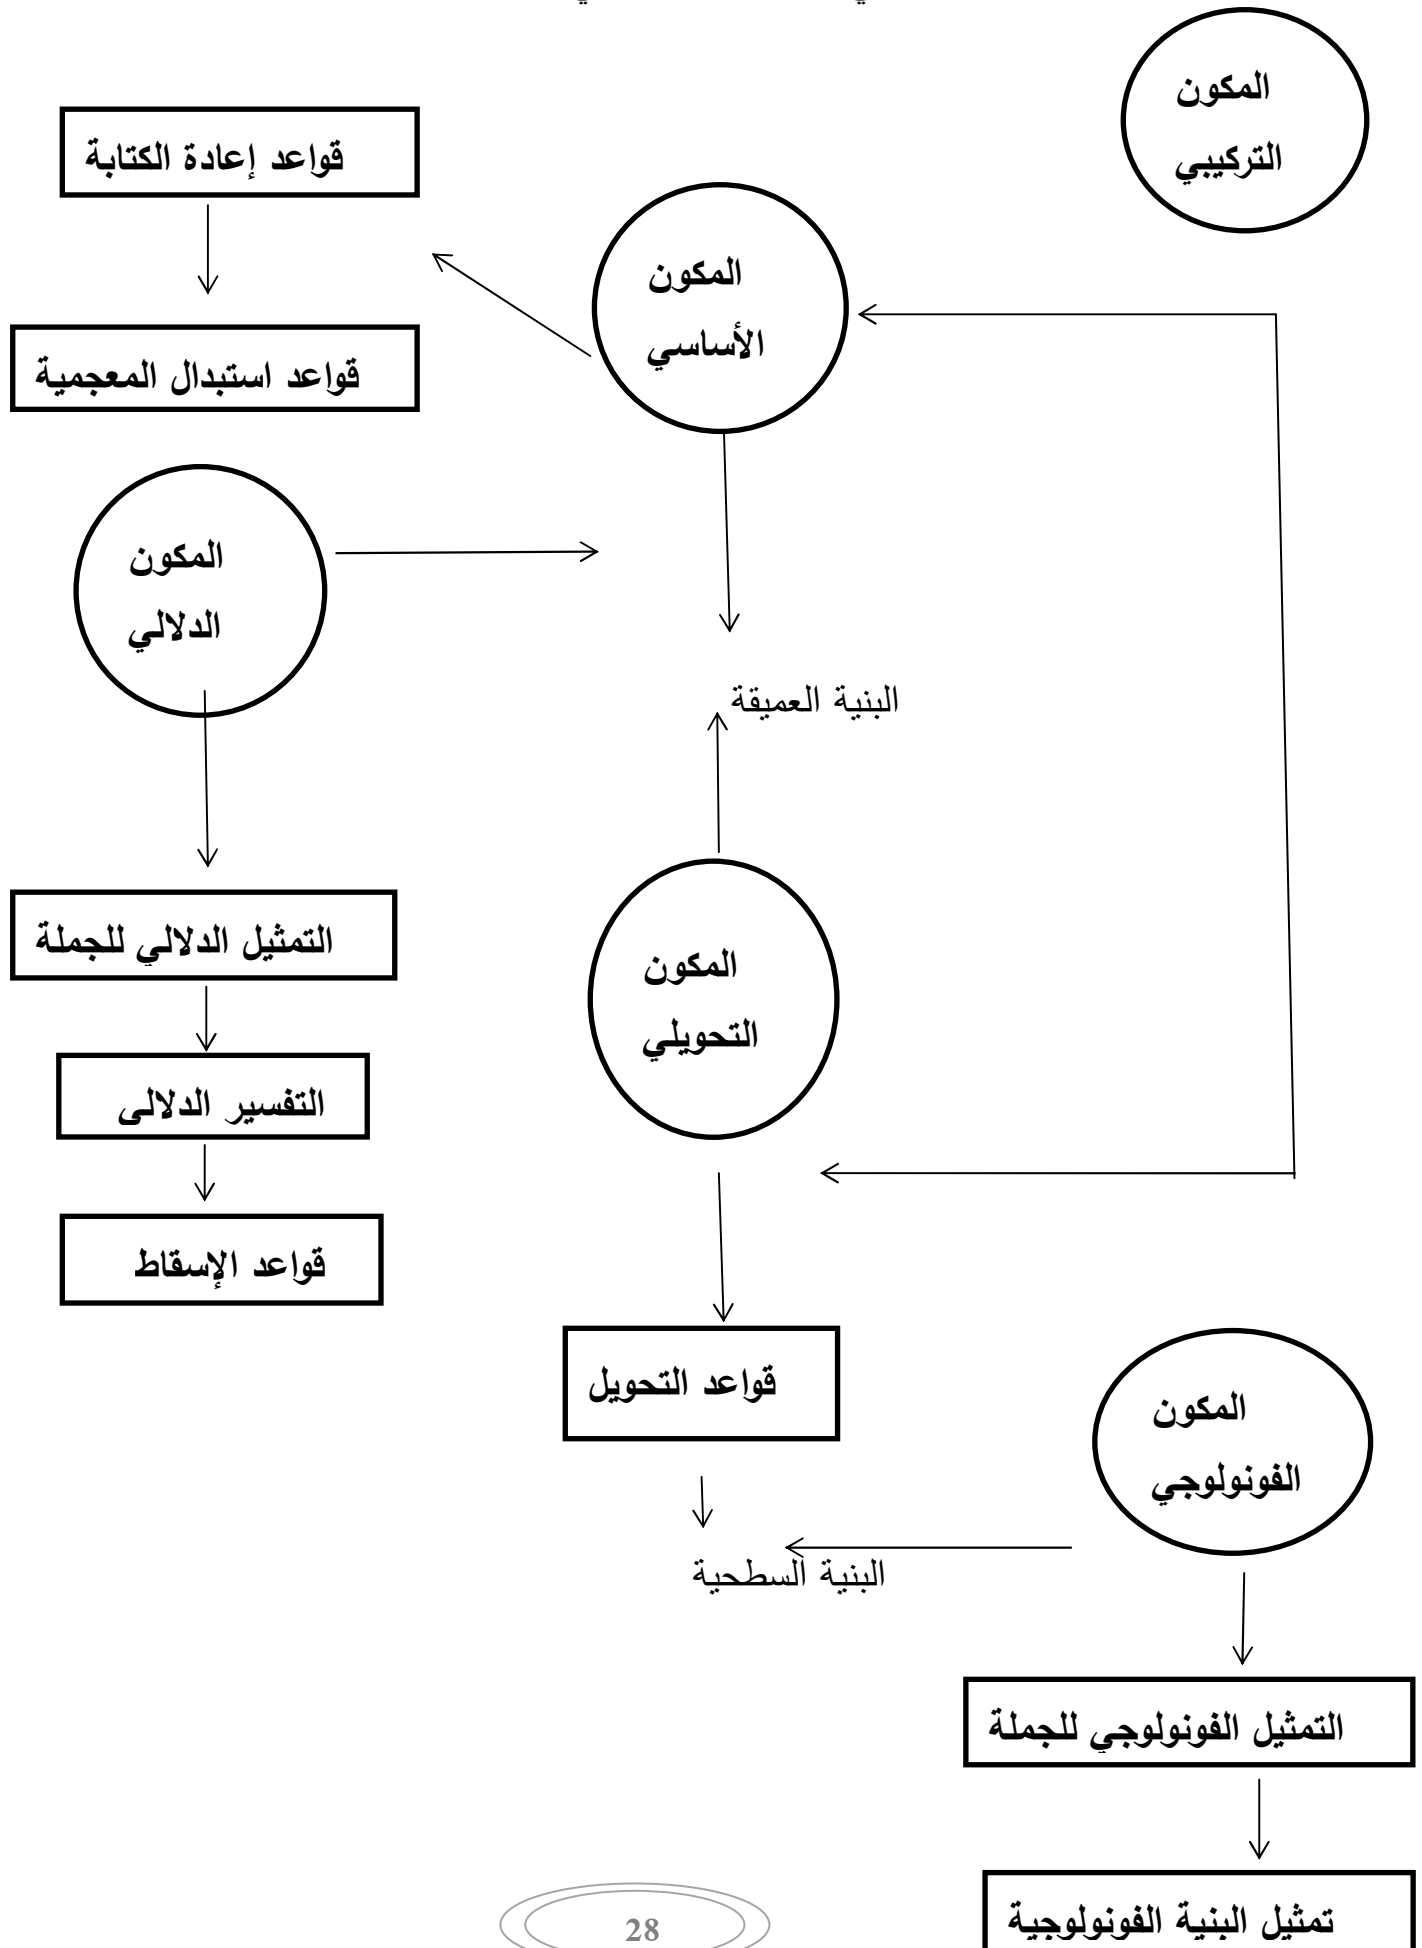 المكون
التركيبي
قواعد إعادة الكتابة
المكون
الأساسي
قواعد استبدال المعجمية
المكون
الدلالي
البنية العميقة
التمثيل الدلالي للجملة
المكون
التحويلي
التفسير الدلالي
قواعد الإسقاط
قواعد التحويل
المكون
الفونولوجي
البنية السطحية
التمثيل الفونولوجي للجملة
تمثيل البنية الفونولوجية
28